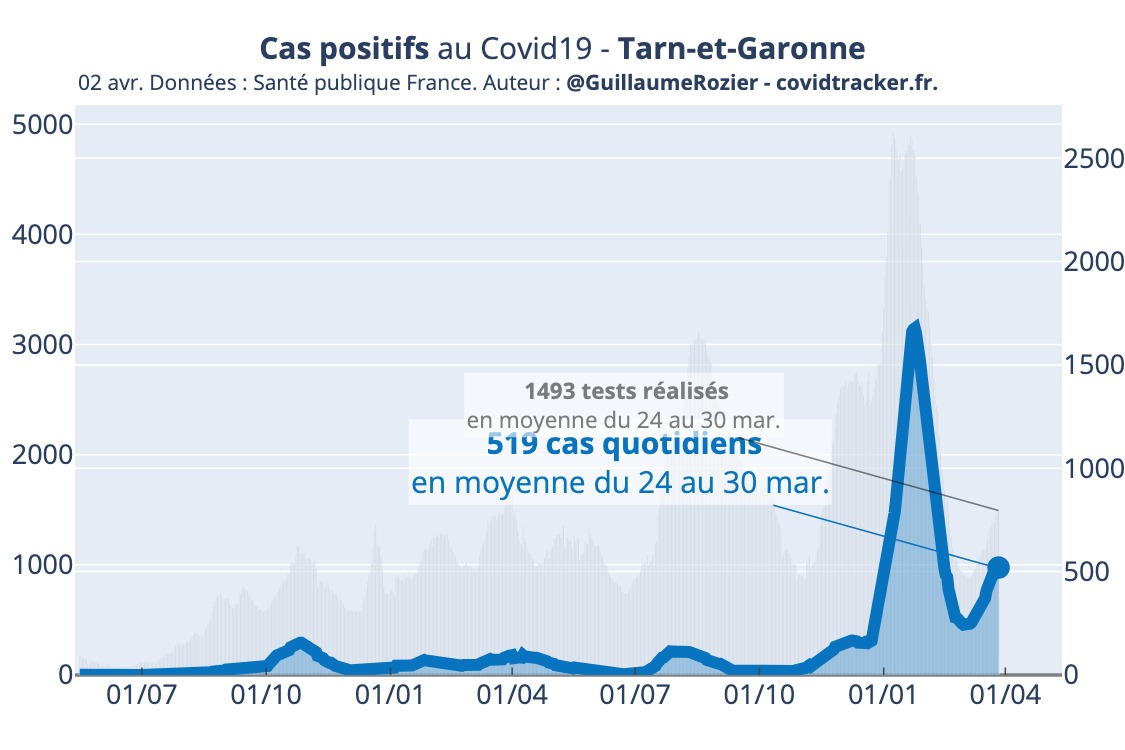 Cas positifs au Covid19 - Tarn-et-Garonne
02 avr. Données : Santé publique France. Auteur : @GuillaumeRozier - covidtracker.fr.
5000
4000
3000
2000
1000
0
2500
2000
1500
1000
500
0
1493 tests réalisés
en moyenne du 24 au 30 mar.
519 cas quotidiens
en moyenne du 24 au 30 mar.
01/07 01/10 01/01 01/04 01/07 01/10 01/01 01/04